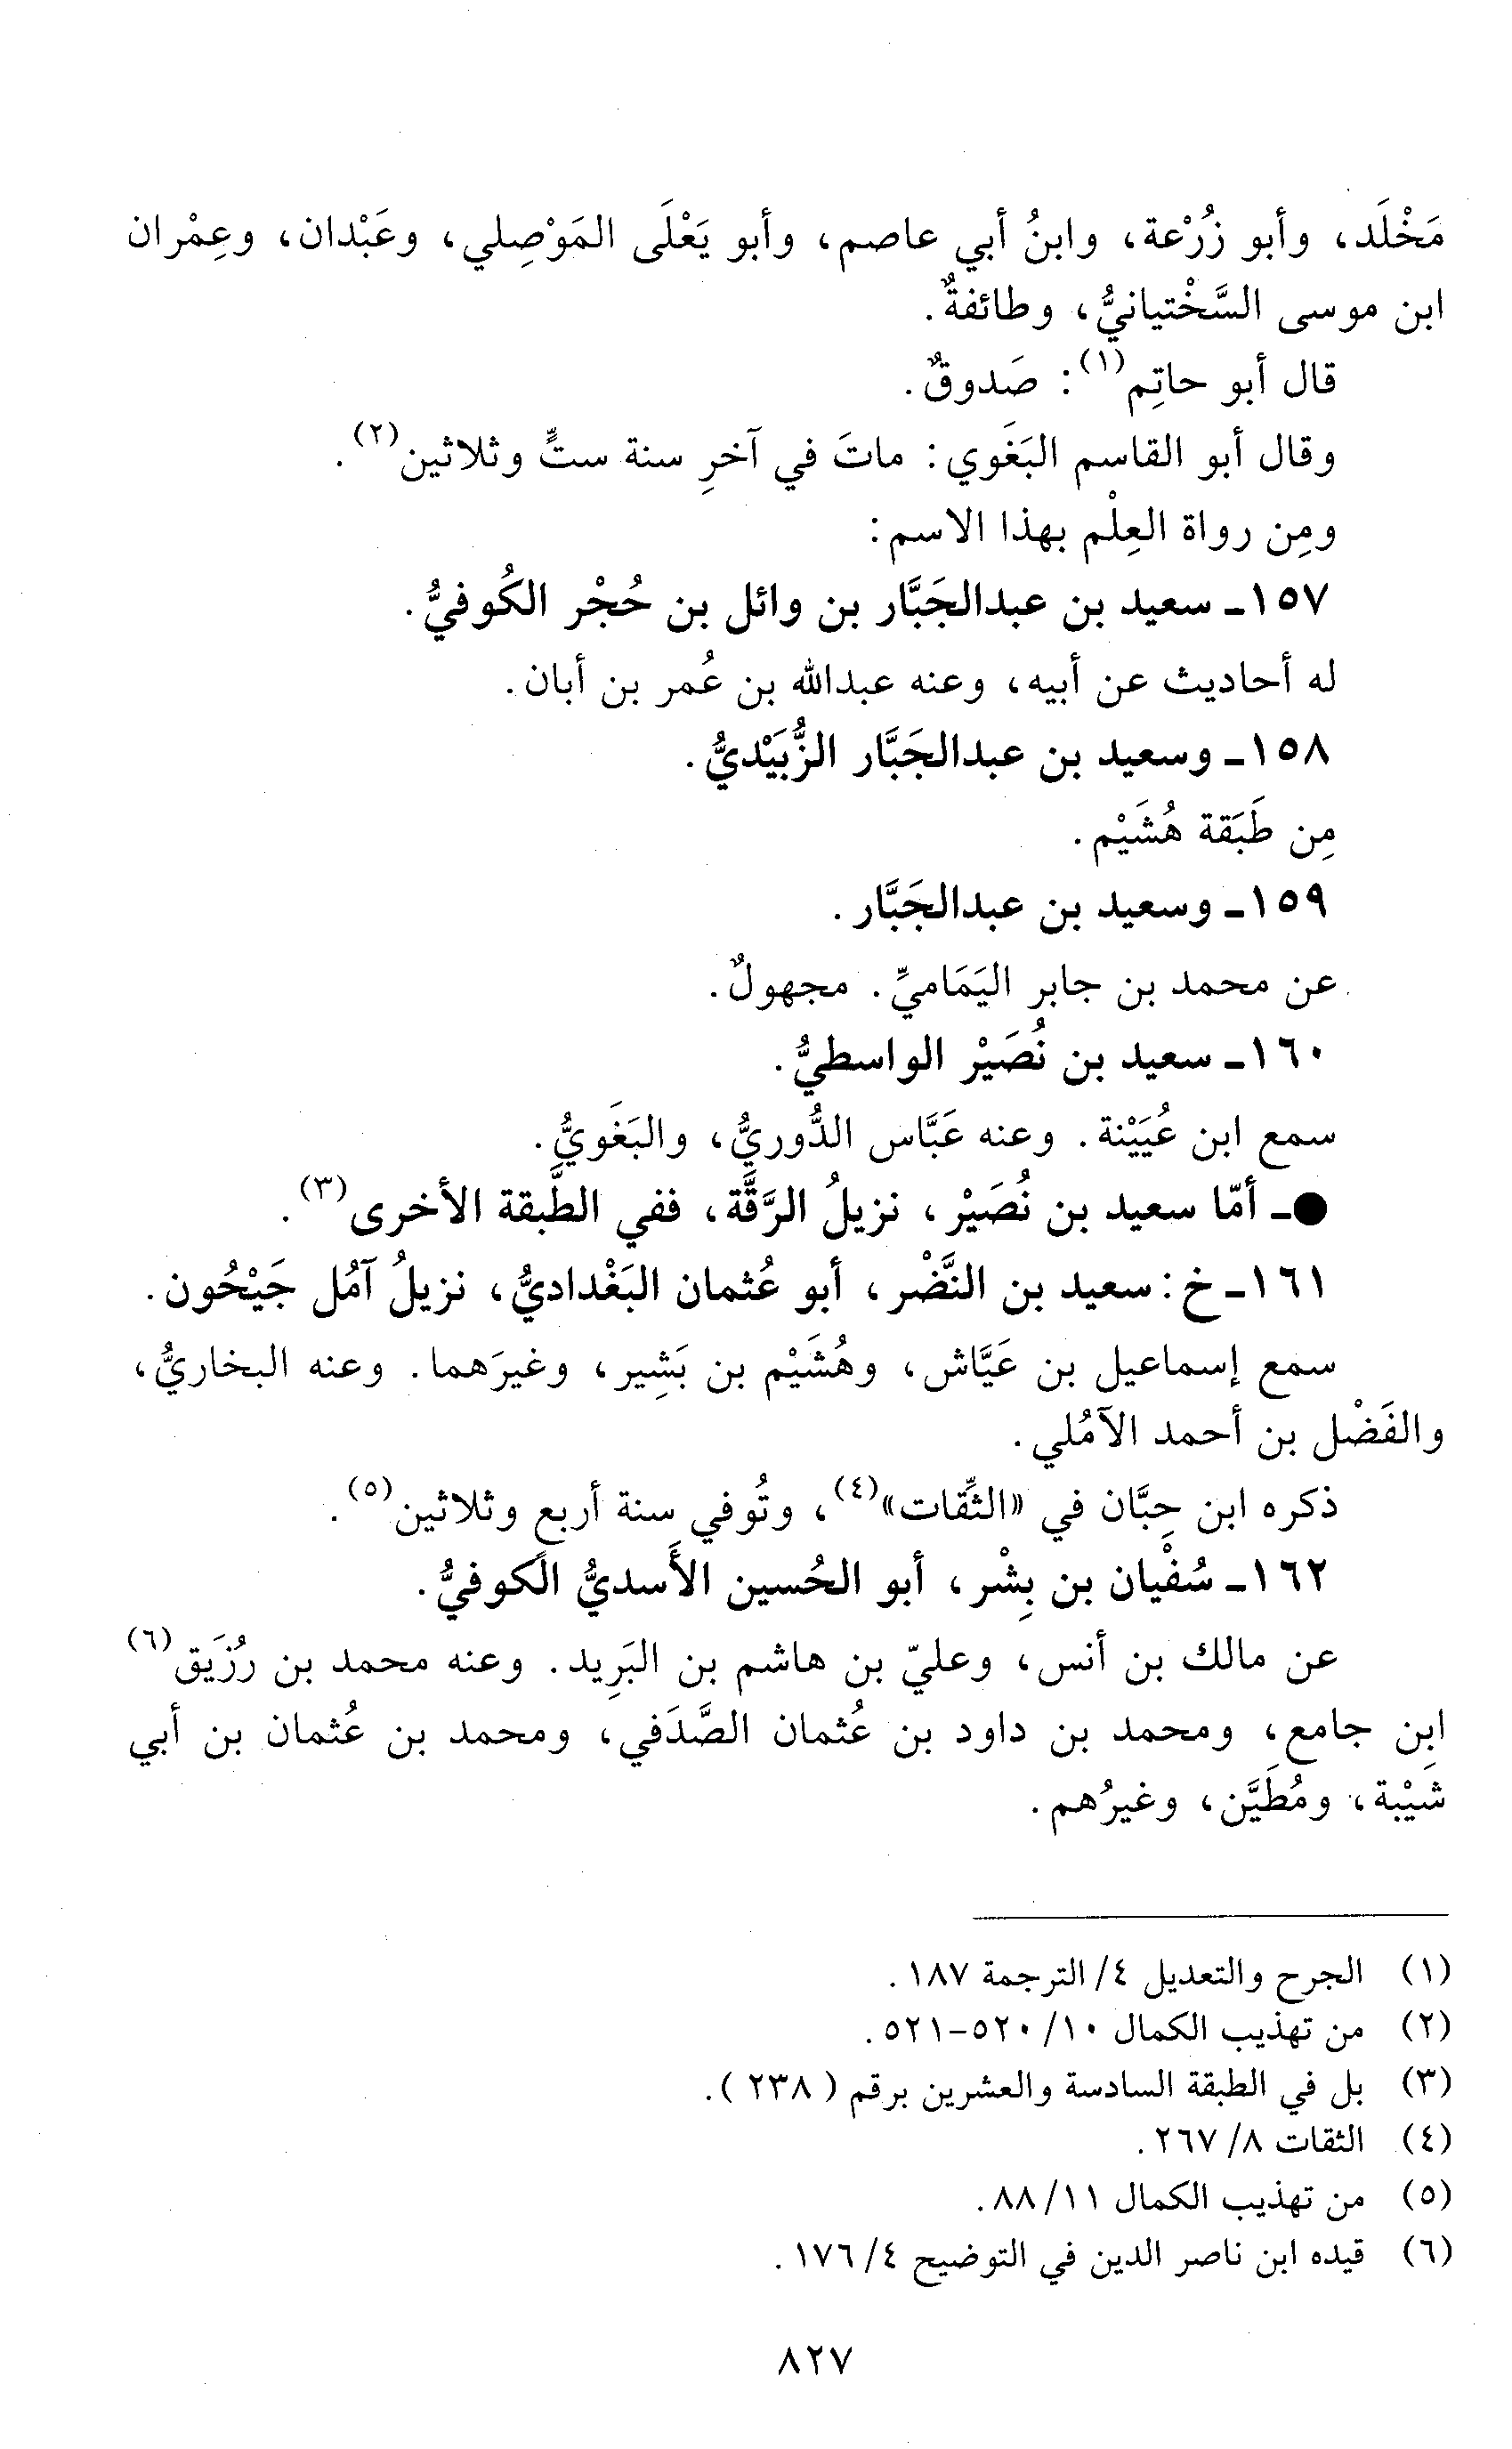 مَخْلَد، وأبو زُرْعة، وابنُ أبي عاصم، وأبو يَعْلَى المَوْصِلي، وعَبْدان، وعِمْران
ابن موسى السَّخْتيانيُّ، وطائفةٌ.
قال أبو حاتِم(١): صَدوقٌ.
وقال أبو القاسم البَغَوي: ماتَ في آخرِ سنة ستٍّ وثلاثين(٢).
ومِن رواة العِلْم بهذا الاسم:
١٥٧ـ سعيد بن عبدالجَبَّار بن وائل بن حُجْر الكُوفيُّ.
له أحاديث عن أبيه، وعنه عبدالله بن عُمر بن أبان.
١٥٨ـ وسعيد بن عبدالجَبَّار الزُّبَيْديُّ.
مِن طَبَقة هُشَيْم.
١٥٩ـ وسعيد بن عبدالجَبَّار.
عن محمد بن جابر اليَمَاميِّ. مجهولٌ.
١٦٠ـ سعيد بن نُصَيْر الواسطيُّ.
سمع ابن عُيَيْنة. وعنه عَبَّاس الدُّوريُّ، والبَغَويُّ.
●ـ أمّا سعيد بن نُصَيْر، نزيلُ الرَّقَّة، ففي الطَّبقة الأخرى(٣).
١٦١ـ خ: سعيد بن النَّضْر، أبو عُثمان البَغْداديُّ، نزيلُ آمُل جَيْحُون.
سمع إسماعيل بن عَيَّاش، وهُشَيْم بن بَشِير، وغيرَهما. وعنه البخاريُّ،
والفَضْل بن أحمد الآمُلي.
ذكره ابن حِبَّان في «الثِّقات»(٤)، وتُوفي سنة أربعٍ وثلاثين(٥).
١٦٢ـ سُفْيان بن بِشْر، أبو الحُسين الأَسديُّ الكوفيُّ.
عن مالك بن أنس، وعليّ بن هاشم بن البَرِيد. وعنه محمد بن رُزَيق(٦)
ابن جامع، ومحمد بن داود بن عُثمان الصَّدَفي، ومحمد بن عُثمان بن أبي
شَيْبة، ومُطَيَّن، وغيرُهم.
(١) الجرح والتعديل ٤/ الترجمة ١٨٧.
(٢) من تهذيب الكمال ١٠/ ٥٢٠-٥٢١.
(٣) بل في الطبقة السادسة والعشرين برقم (٢٣٨).
(٤) الثقات ٨/ ٢٦٧.
(٥) من تهذيب الكمال ١١/ ٨٨.
(٦) قيده ابن ناصر الدين في التوضيح ٤/ ١٧٦.
٨٢٧